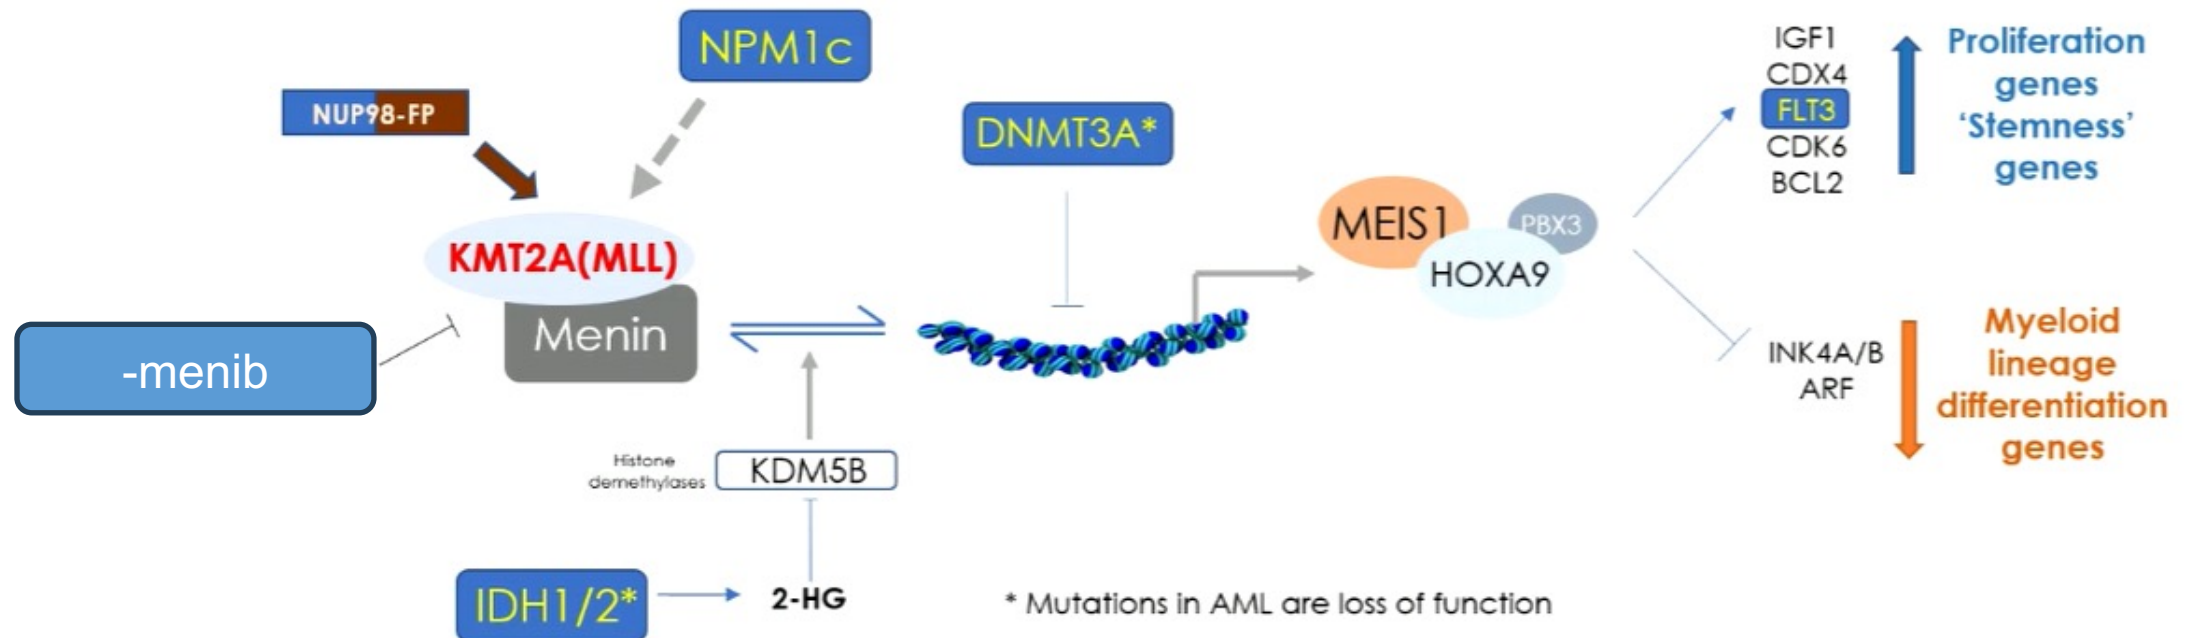 NPM1c
NUP98-FP
DNMT3A*
KMT2A(MLL)
Menin
-menib
Histone
demethylases
KDM5B
IDH1/2*
2-HG
MEIS1
PBX3
HOXA9
IGF1
CDX4
FLT3
CDK6
BCL2
Proliferation
genes
‘Stemness’
genes
INK4A/B
ARF
Myeloid
lineage
differentiation
genes
* Mutations in AML are loss of function